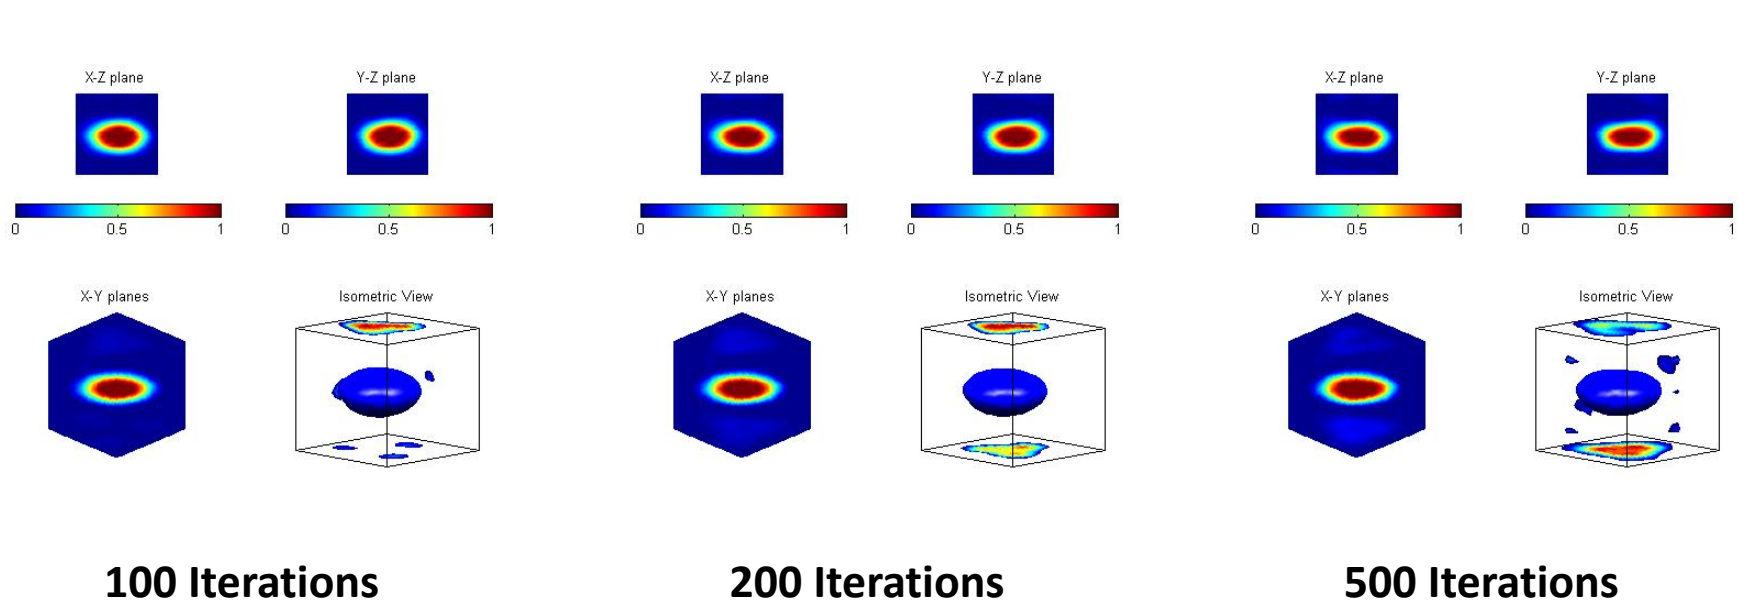 X-Z plane
Y-Z plane
0 0.5 1
0 0.5 1
X-Y planes
Isometric View
100 Iterations
X-Z plane
Y-Z plane
0 0.5 1
0 0.5 1
X-Y planes
Isometric View
200 Iterations
X-Z plane
Y-Z plane
0 0.5 1
0 0.5 1
X-Y planes
Isometric View
500 Iterations